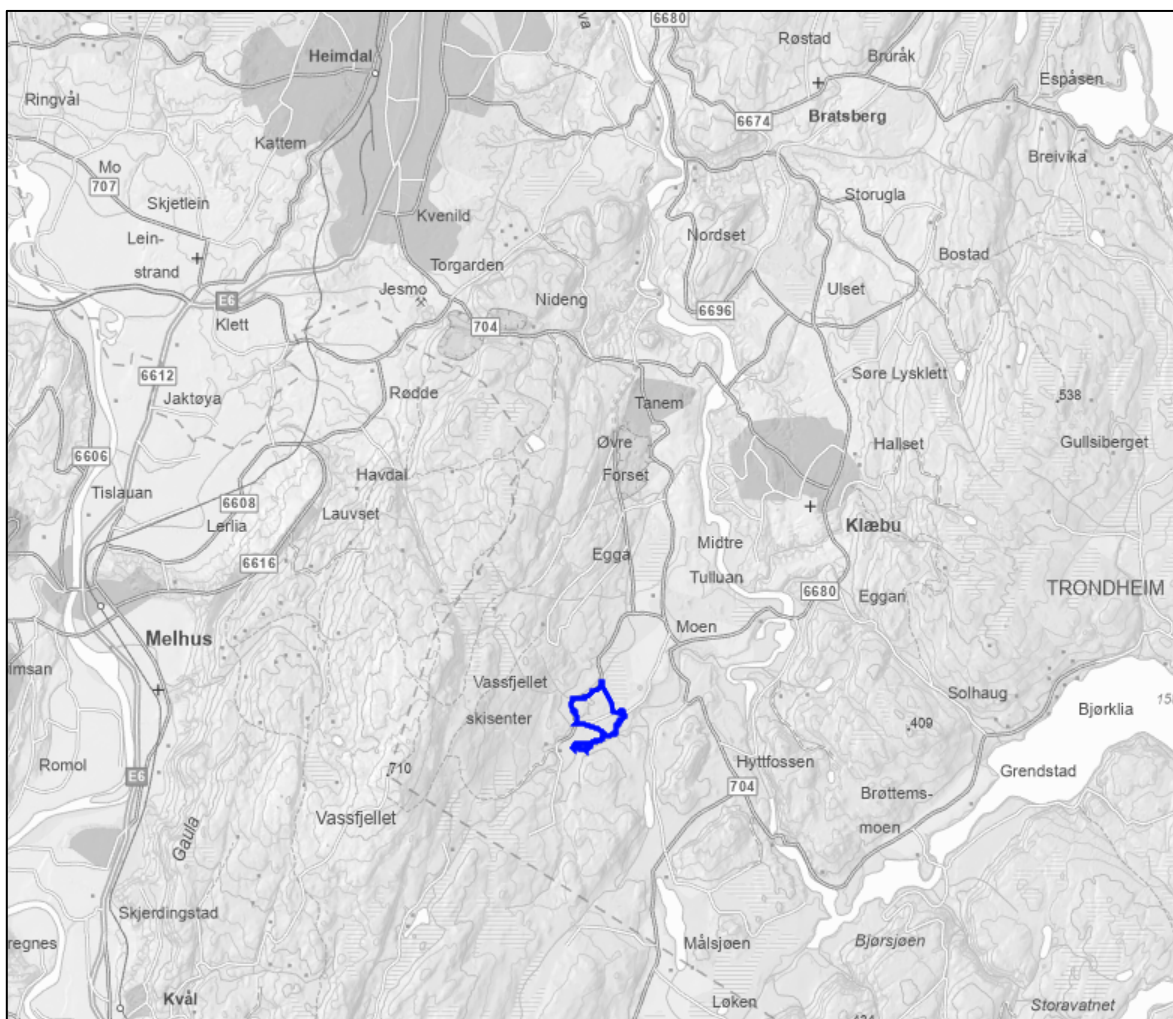 6680
Røstad
Bruråk
Heimdal
Espåsen
Ringvål
6674
Bratsberg
Kattem
Breivika
Mo
707
Skjetlein
Storugla
Kvenild
Nordset
Lein-
strand
Bostad
Torgarden
Jesmo
Nideng
Ulset
E6
Klett
704
6696
6612
Søre Lysklett
Jaktøya
Rødde
Tanem
538
6606
Øvre
Forset
Hallset
Gullsiberget
Havdal
Tislauan
6608
Lerlia
Lauvset
Klæbu
Midtre
Tulluan
Egga
6616
TRONDHEIM
6680
Eggan
Moen
Melhus
imsan
Vassfjellet
skisenter
Solhaug
Bjørklia
409
Romol
E6
710
Hyttfossen
Grendstad
704
Brøttems-
moen
Vassfjellet
Gaula
Skjerdingstad
regnes
Målsjøen
Bjørsjøen
Kvål
Løken
Storavatnet